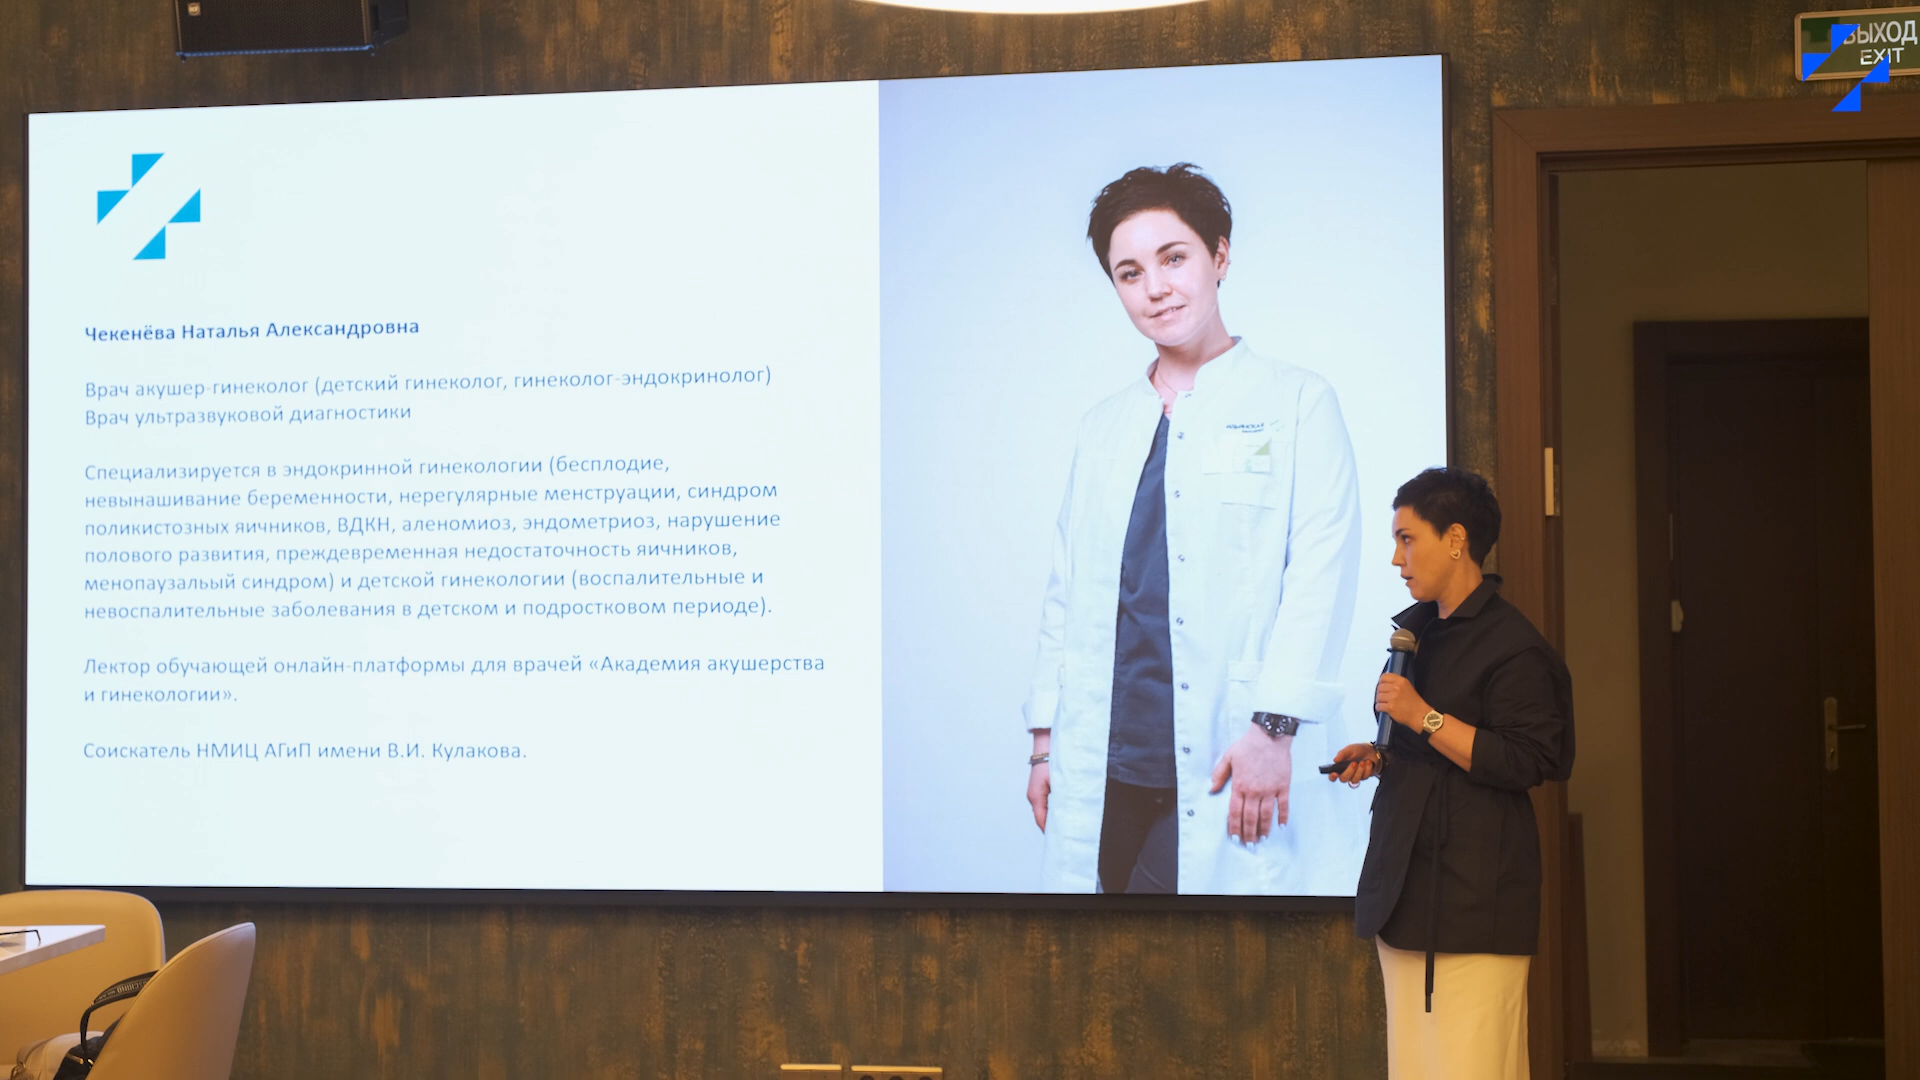 ВЫХОД
EXIT
Чекенёва Наталья Александровна
Врач акушер-гинеколог (детский гинеколог, гинеколог-эндокринолог)
Врач ультразвуковой диагностики
Специализируется в эндокринной гинекологии (бесплодие,
невынашивание беременности, нерегулярные менструации, синдром
поликистозных яичников, ВДКН, аленомиоз, эндометриоз, нарушение
полового развития, преждевременная недостаточность яичников,
менопаузальый синдром) и детской гинекологии (воспалительные и
невоспалительные заболевания в детском и подростковом периоде).
Лектор обучающей онлайн-платформы для врачей «Академия акушерства
и гинекологии».
Соискатель НМИЦ АГиП имени В.И. Кулакова.